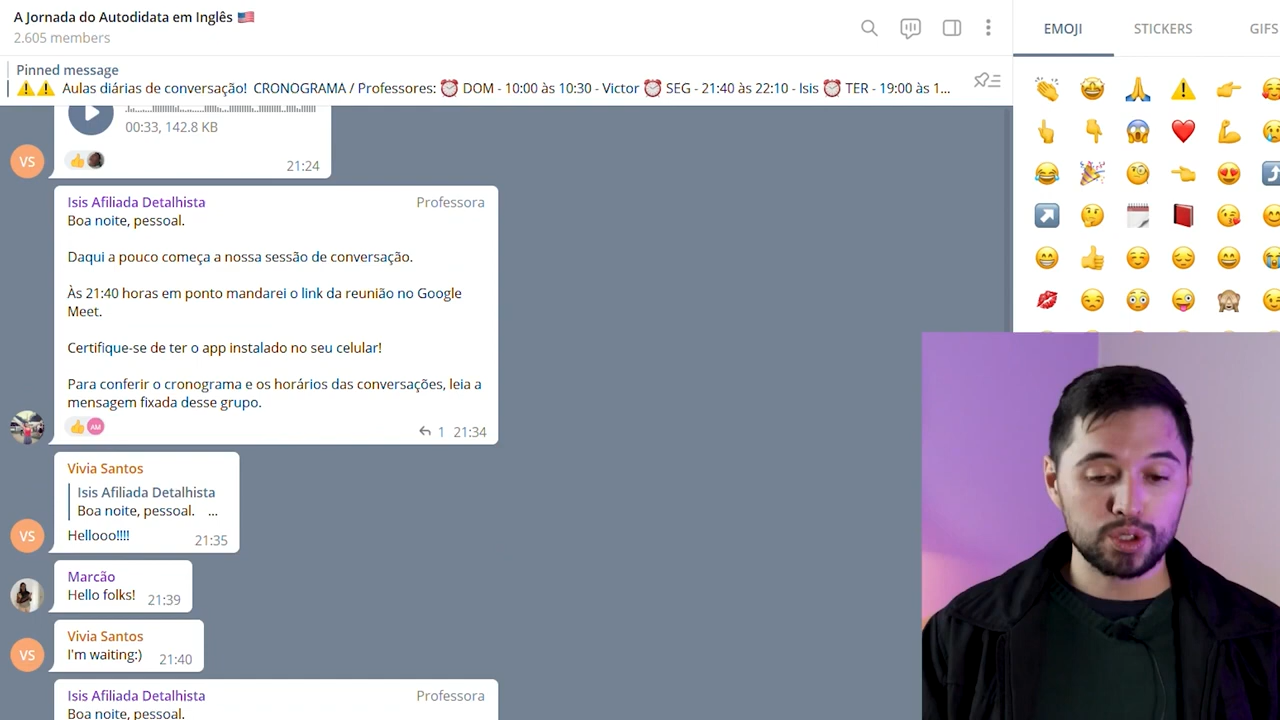 A Jornada do Autodidata em Inglês 🇺🇸
2.605 members
EMOJI STICKERS GIFS
Pinned message
⚠️⚠️ Aulas diárias de conversação! CRONOGRAMA / Professores: ⏰ DOM - 10:00 às 10:30 - Victor ⏰ SEG - 21:40 às 22:10 - Isis ⏰ TER - 19:00 às 1...
00:33, 142.8 KB
VS
21:24
Isis Afiliada Detalhista Professora
Boa noite, pessoal.
Daqui a pouco começa a nossa sessão de conversação.
Às 21:40 horas em ponto mandarei o link da reunião no Google
Meet.
Certifique-se de ter o app instalado no seu celular!
Para conferir o cronograma e os horários das conversações, leia a
mensagem fixada desse grupo.
AM
1 21:34
Vivia Santos
Isis Afiliada Detalhista
Boa noite, pessoal. ...
VS
Hellooo!!!!
21:35
Marcão
Hello folks! 21:39
Vivia Santos
VS
I'm waiting:) 21:40
Isis Afiliada Detalhista Professora
Boa noite, pessoal.